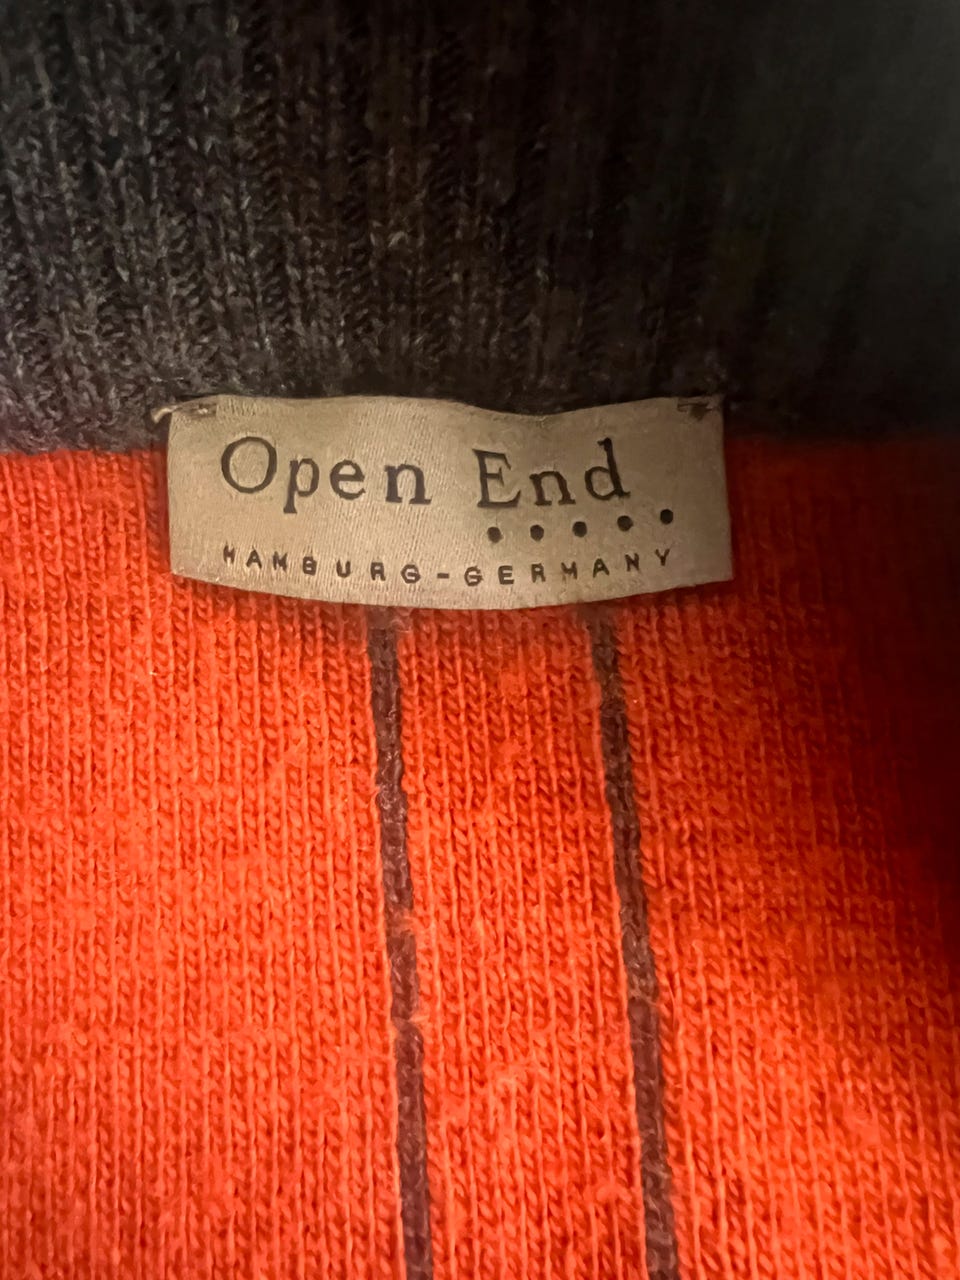 Open End
•••••
HAMBURG-GERMANY